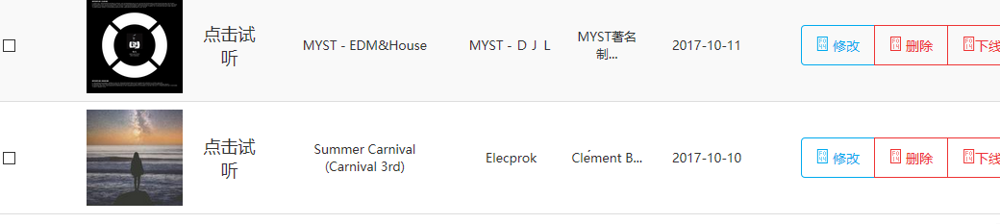 点击试
听
MYST - EDM&House
MYST - ＤＪＬ
MYST著名
制...
2017-10-11
修改
删除
下线
点击试
听
Summer Carnival
(Carnival 3rd)
Elecprok
Clément B...
2017-10-10
修改
删除
下线